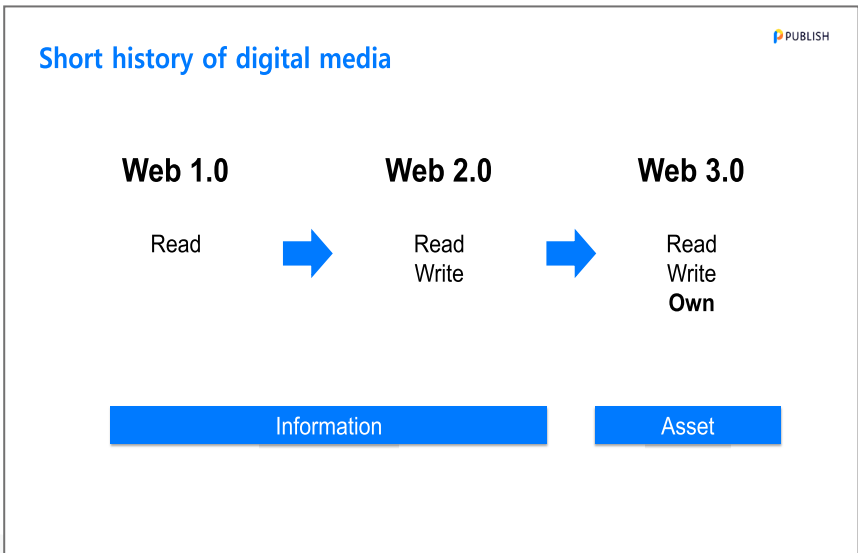 PUBLISH
Short history of digital media
Web 1.0
Read
Web 2.0
Read
Write
Web 3.0
Read
Write
Own
Information
Asset